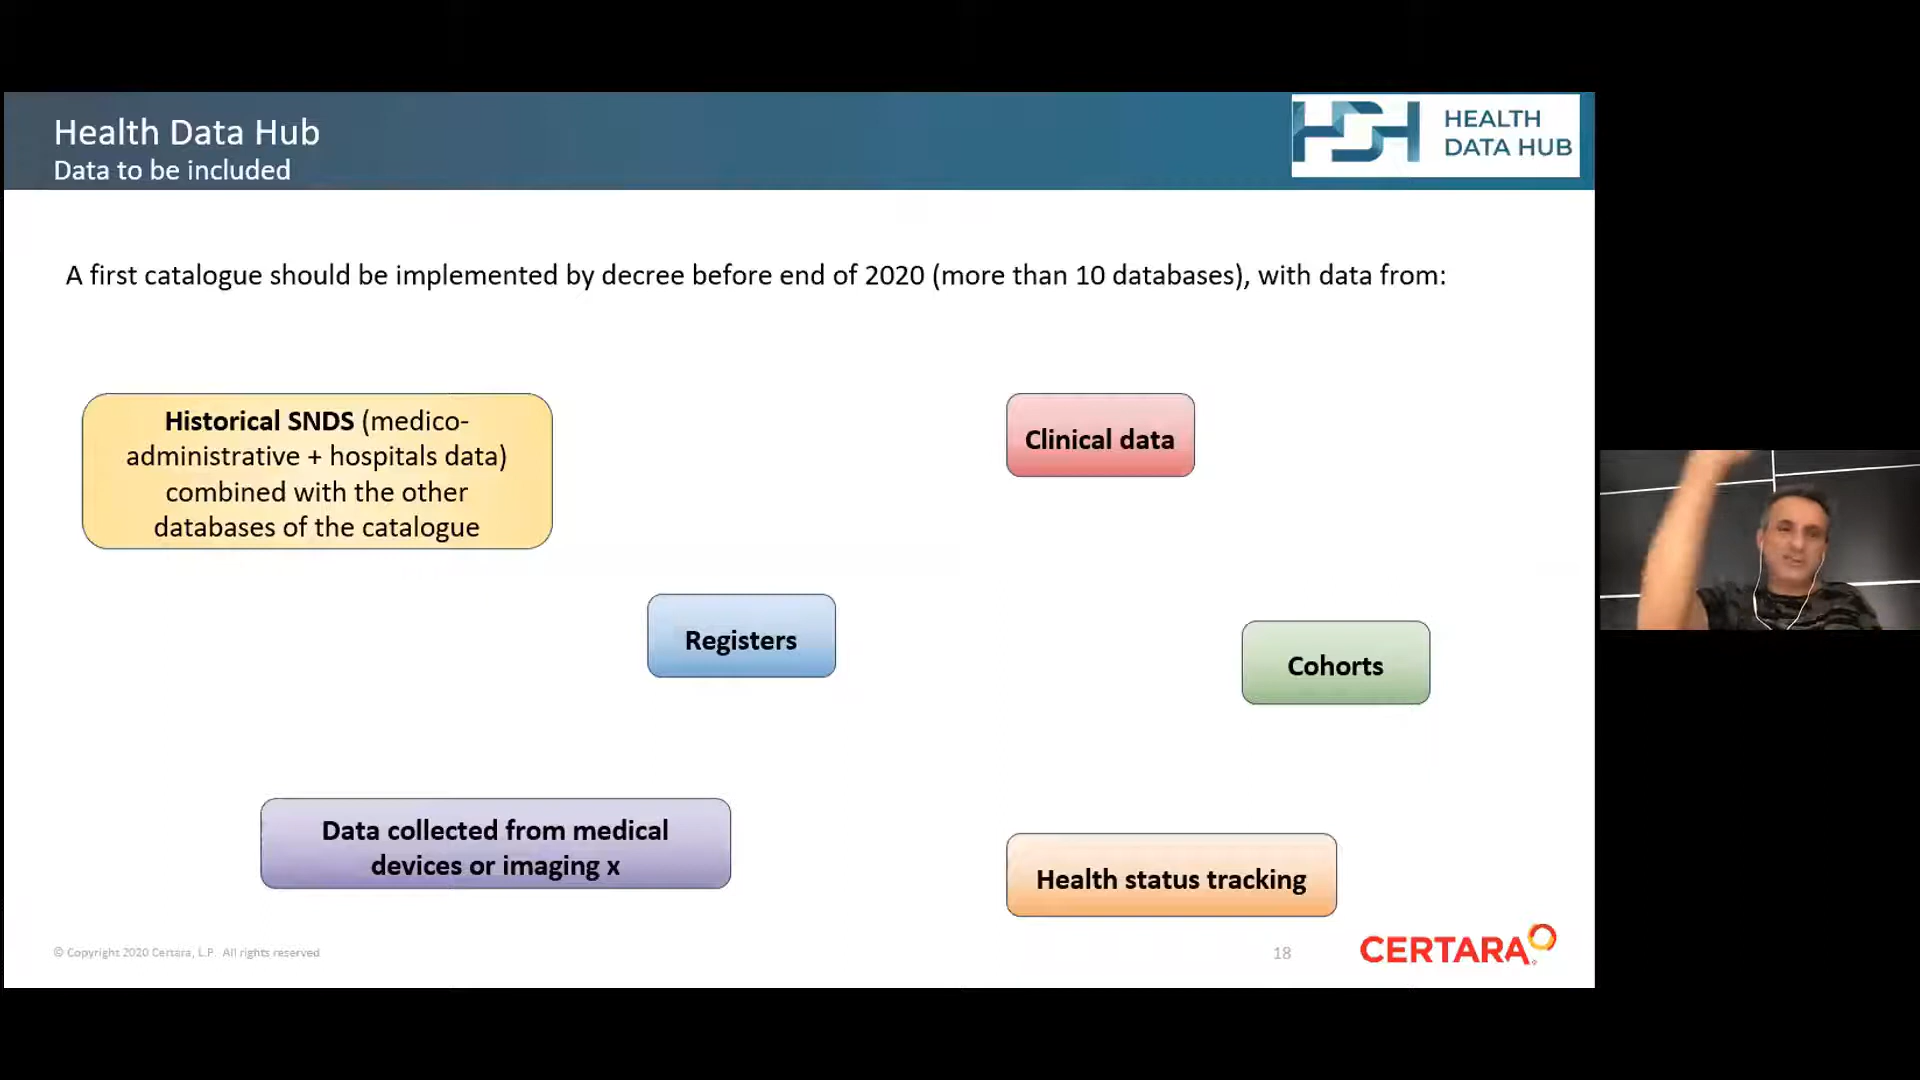 Health Data Hub
Data to be included
HEALTH
DATA HUB
A first catalogue should be implemented by decree before end of 2020 (more than 10 databases), with data from:
Historical SNDS (medico-
administrative + hospitals data)
combined with the other
databases of the catalogue
Clinical data
Registers
Cohorts
Data collected from medical
devices or imaging x
Health status tracking
© Copyright 2020 Certara, L.P.  All rights reserved
18
CERTARA